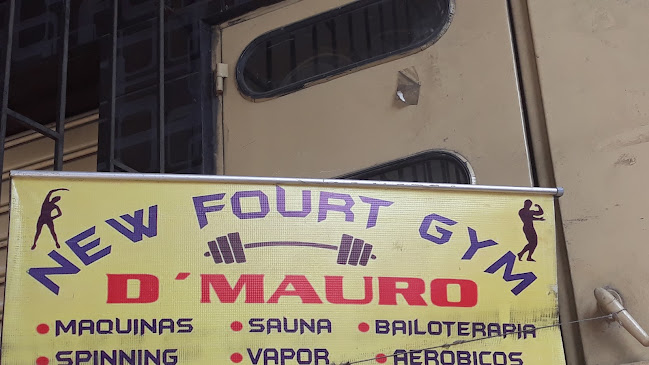 NEW FOURT GYM
D´MAURO
• MAQUINAS • SAUNA • BAILOTERAPIA
• SPINNING • VAPOR • AEROBICOS